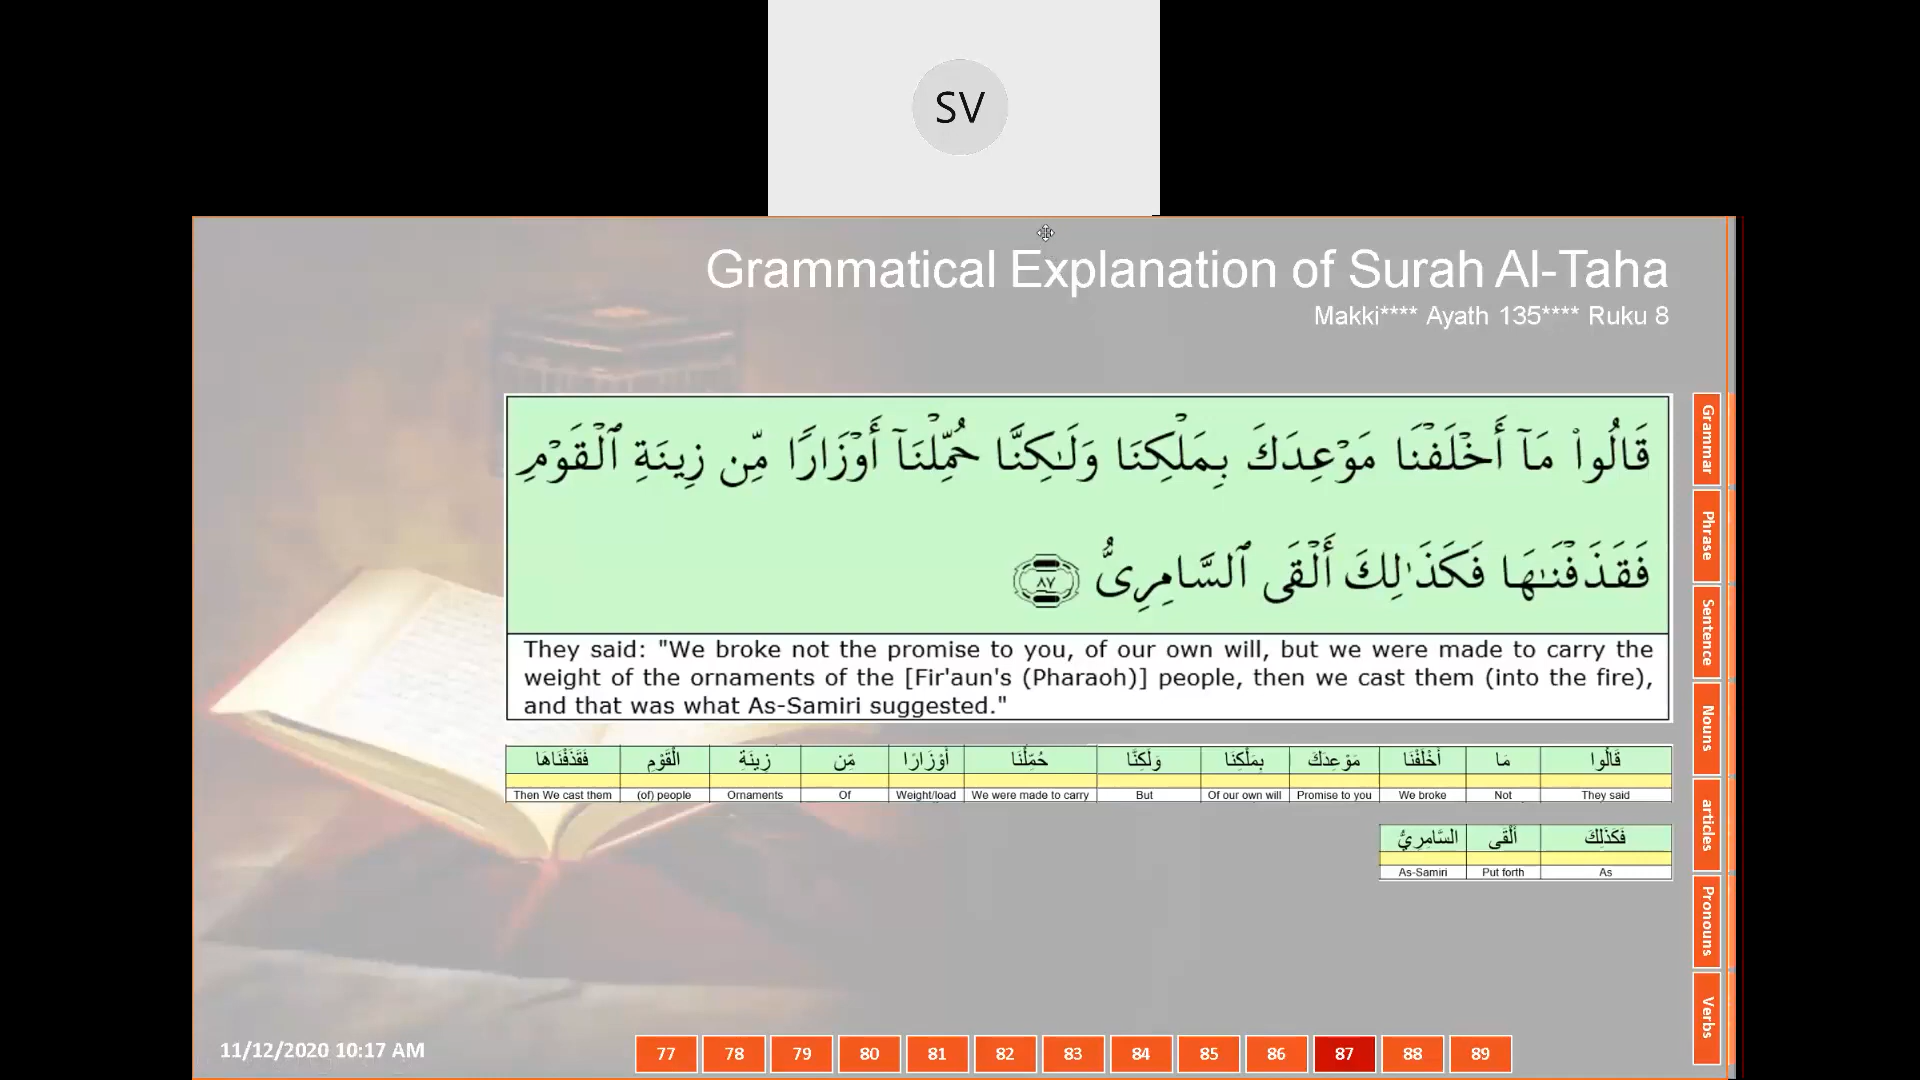 SV
Grammatical Explanation of Surah Al-Taha
Makki**** Ayath 135**** Ruku 8
قَالُوا۟ مَآ أَخْلَفْنَا مَوْعِدَكَ بِمَلْكِنَا وَلَـٰكِنَّا حُمِّلْنَآ أَوْزَارًا مِّن زِينَةِ ٱلْقَوْمِ
فَقَذَفْنَـٰهَا فَكَذَٰلِكَ أَلْقَى ٱلسَّامِرِىُّ ٨٧
They said: "We broke not the promise to you, of our own will, but we were made to carry the
weight of the ornaments of the [Fir'aun's (Pharaoh)] people, then we cast them (into the fire),
and that was what As-Samiri suggested."
قَالُوا مَا أَخْلَفْنَا مَوْعِدَكَ بِمَلْكِنَا وَلَكِنَّا حُمِّلْنَا أَوْزَارًا مِّن زِينَةِ الْقَوْمِ فَقَذَفْنَاهَا
They said Not We broke Promise to you Of our own will But We were made to carry Weight/load Of Ornaments (of) people Then We cast them
فَكَذَلِكَ أَلْقَى السَّامِرِيُّ
As Put forth As-Samiri
Grammar
Phrase
Sentence
Nouns
articles
Pronouns
Verbs
11/12/2020 10:17 AM
77 78 79 80 81 82 83 84 85 86 87 88 89